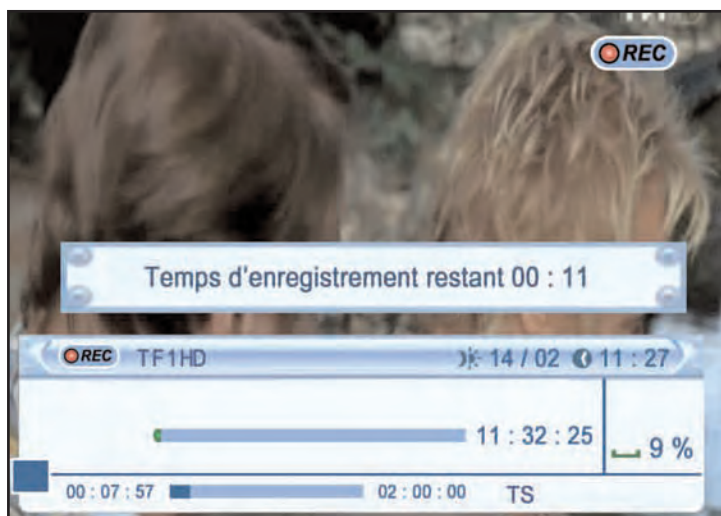 REC
Temps d'enregistrement restant 00 : 11
REC TF1HD 14 / 02 11 : 27
11 : 32 : 25
9 %
00 : 07 : 57 02 : 00 : 00 TS